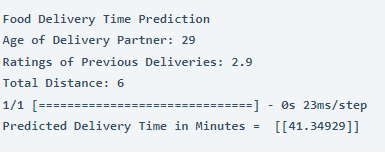 Food Delivery Time Prediction
Age of Delivery Partner: 29
Ratings of Previous Deliveries: 2.9
Total Distance: 6
1/1 [==============================] - 0s 23ms/step
Predicted Delivery Time in Minutes =  [[41.34929]]